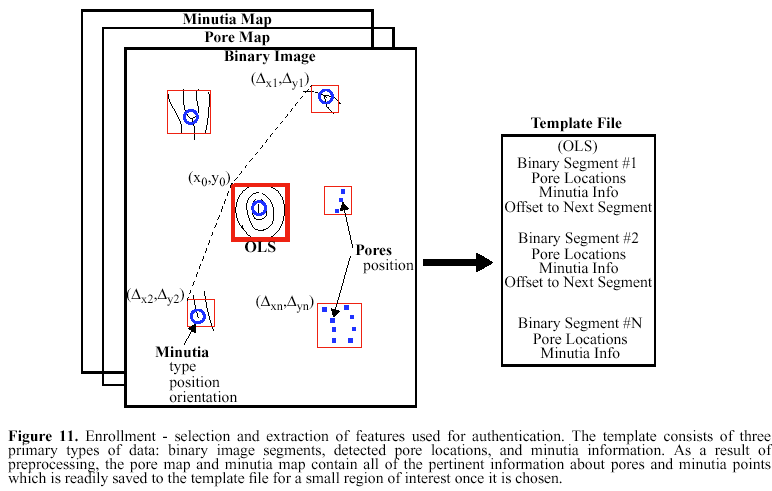 Minutia Map
Pore Map
Binary Image
(Δx1,Δy1)
(x0,y0)
OLS
Pores
position
(Δx2,Δy2)
(Δxn,Δyn)
Minutia
type
position
orientation
Template File
(OLS)
Binary Segment #1
Pore Locations
Minutia Info
Offset to Next Segment
Binary Segment #2
Pore Locations
Minutia Info
Offset to Next Segment
Binary Segment #N
Pore Locations
Minutia Info
Figure 11. Enrollment - selection and extraction of features used for authentication. The template consists of three
primary types of data: binary image segments, detected pore locations, and minutia information. As a result of
preprocessing, the pore map and minutia map contain all of the pertinent information about pores and minutia points
which is readily saved to the template file for a small region of interest once it is chosen.